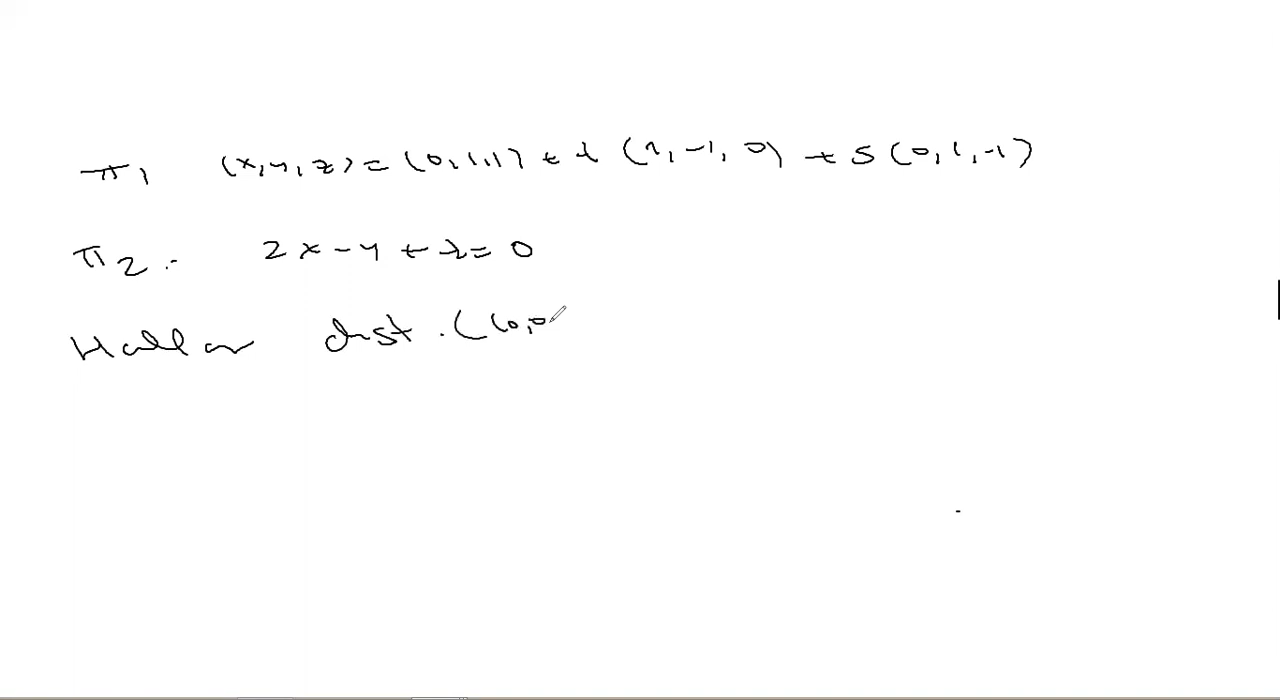 π1 (x,y,z) = (0,1,1) + t (1,-1,0) + s (0,1,-1)
π2: 2x - y + z = 0
Hallar dist. ((0,0